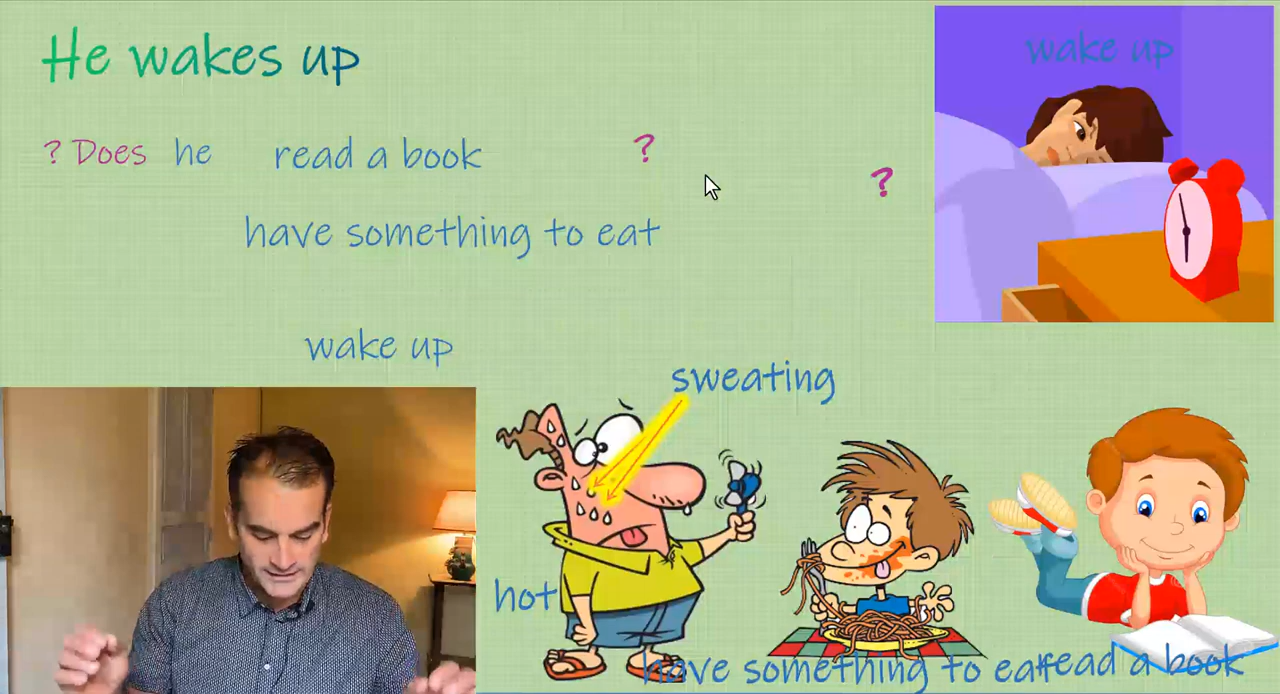 He wakes up
wake up
? Does he read a book ?
?
have something to eat
wake up
sweating
hot
have something to eat
read a book